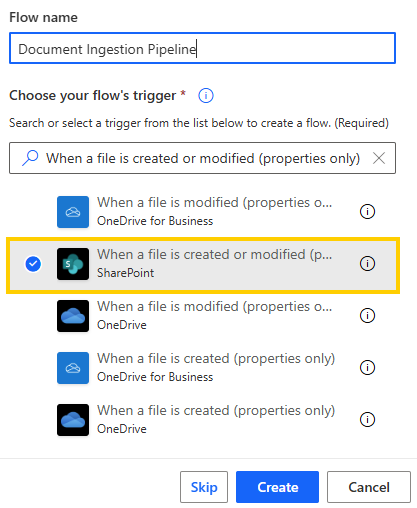 Flow name
Document Ingestion Pipeline
Choose your flow's trigger *
Search or select a trigger from the list below to create a flow. (Required)
When a file is created or modified (properties only)
When a file is modified (properties o...
OneDrive for Business
When a file is created or modified (p...
SharePoint
When a file is modified (properties o...
OneDrive
When a file is created (properties only)
OneDrive for Business
When a file is created (properties only)
OneDrive
Skip
Create
Cancel